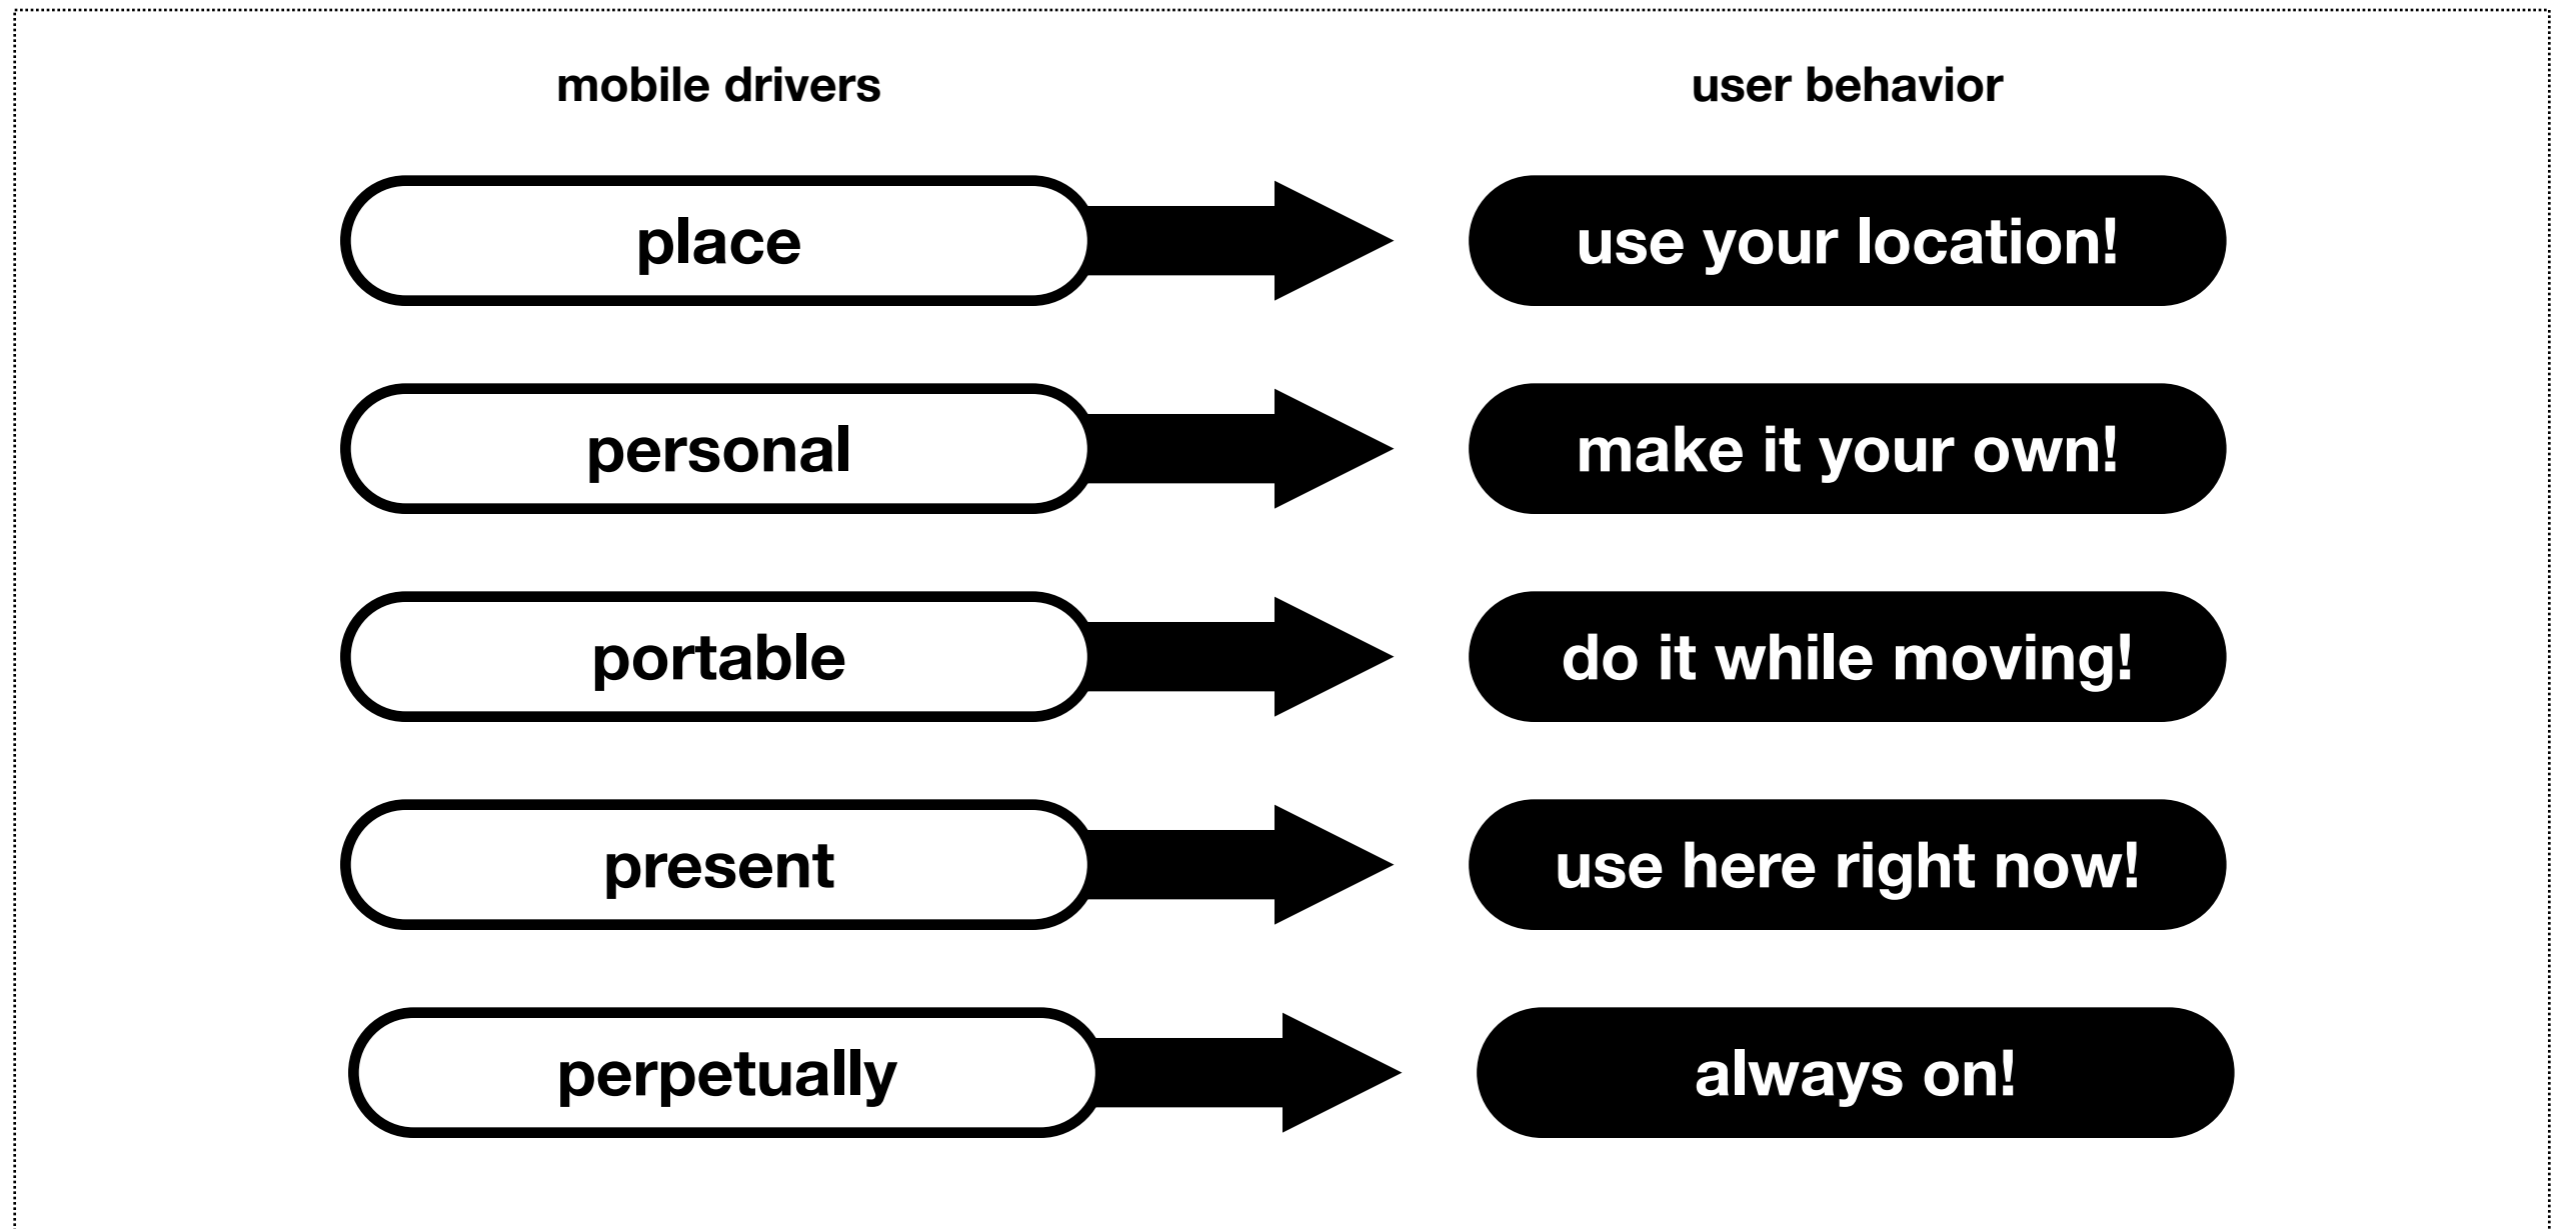 mobile drivers
user behavior
place
use your location!
personal
make it your own!
portable
do it while moving!
present
use here right now!
perpetually
always on!